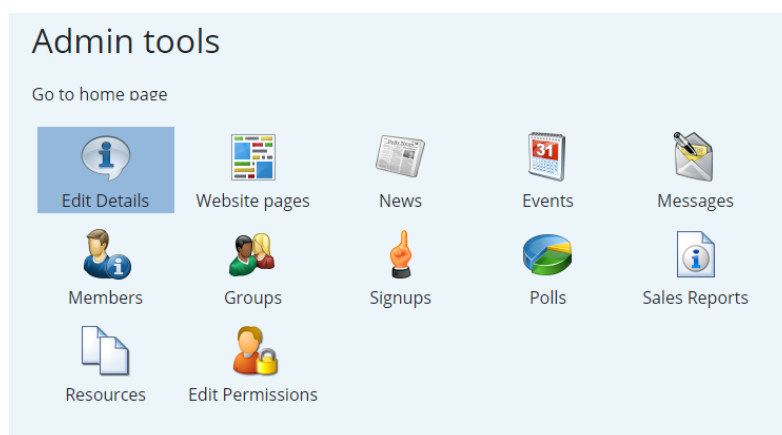 Admin tools
Go to home page
Edit Details Website pages News Events Messages
Members Groups Signups Polls Sales Reports
Resources Edit Permissions
31